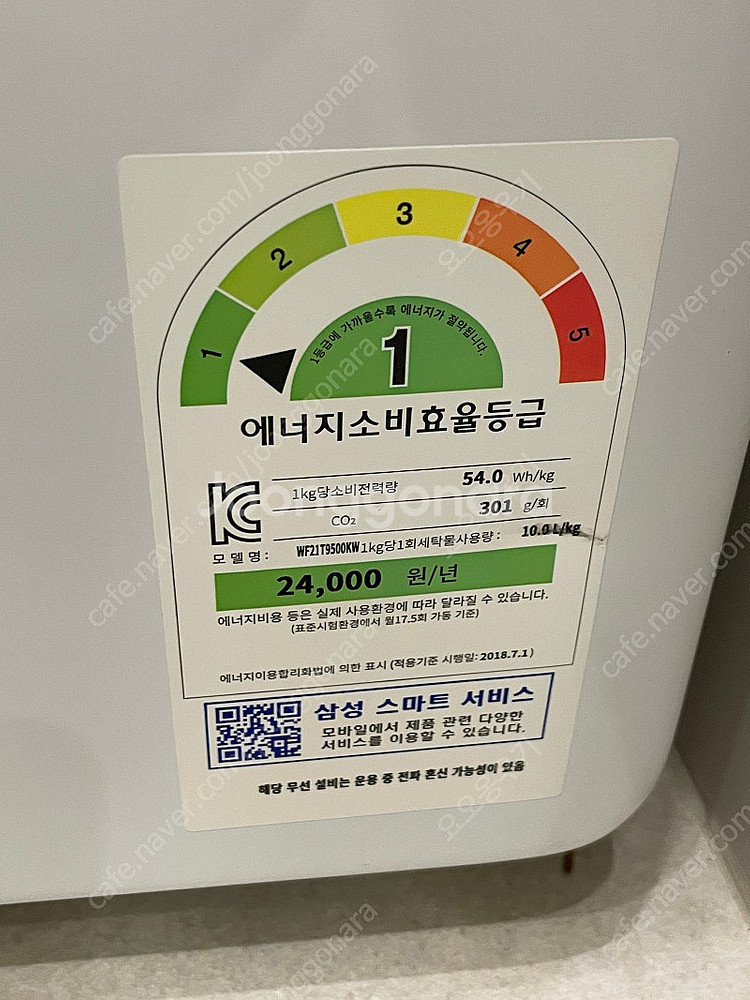 1 2 3 4 5
1등급에 가까울수록 에너지가 절약됩니다.
1
에너지소비효율등급
1kg당소비전력량 54.0 Wh/kg
CO₂ 301 g/회
모델명: WF21T9500KW 1kg당1회세탁물사용량: 10.0 L/kg
24,000 원/년
에너지비용 등은 실제 사용환경에 따라 달라질 수 있습니다.
(표준시험환경에서 월17.5회 가동 기준)
에너지이용합리화법에 의한 표시 (적용기준 시행일: 2018.7.1)
삼성 스마트 서비스
모바일에서 제품 관련 다양한
서비스를 이용할 수 있습니다.
해당 무선 설비는 운용 중 전파 혼신 가능성이 있음
cafe.naver.com/joonggonara
joonggonara